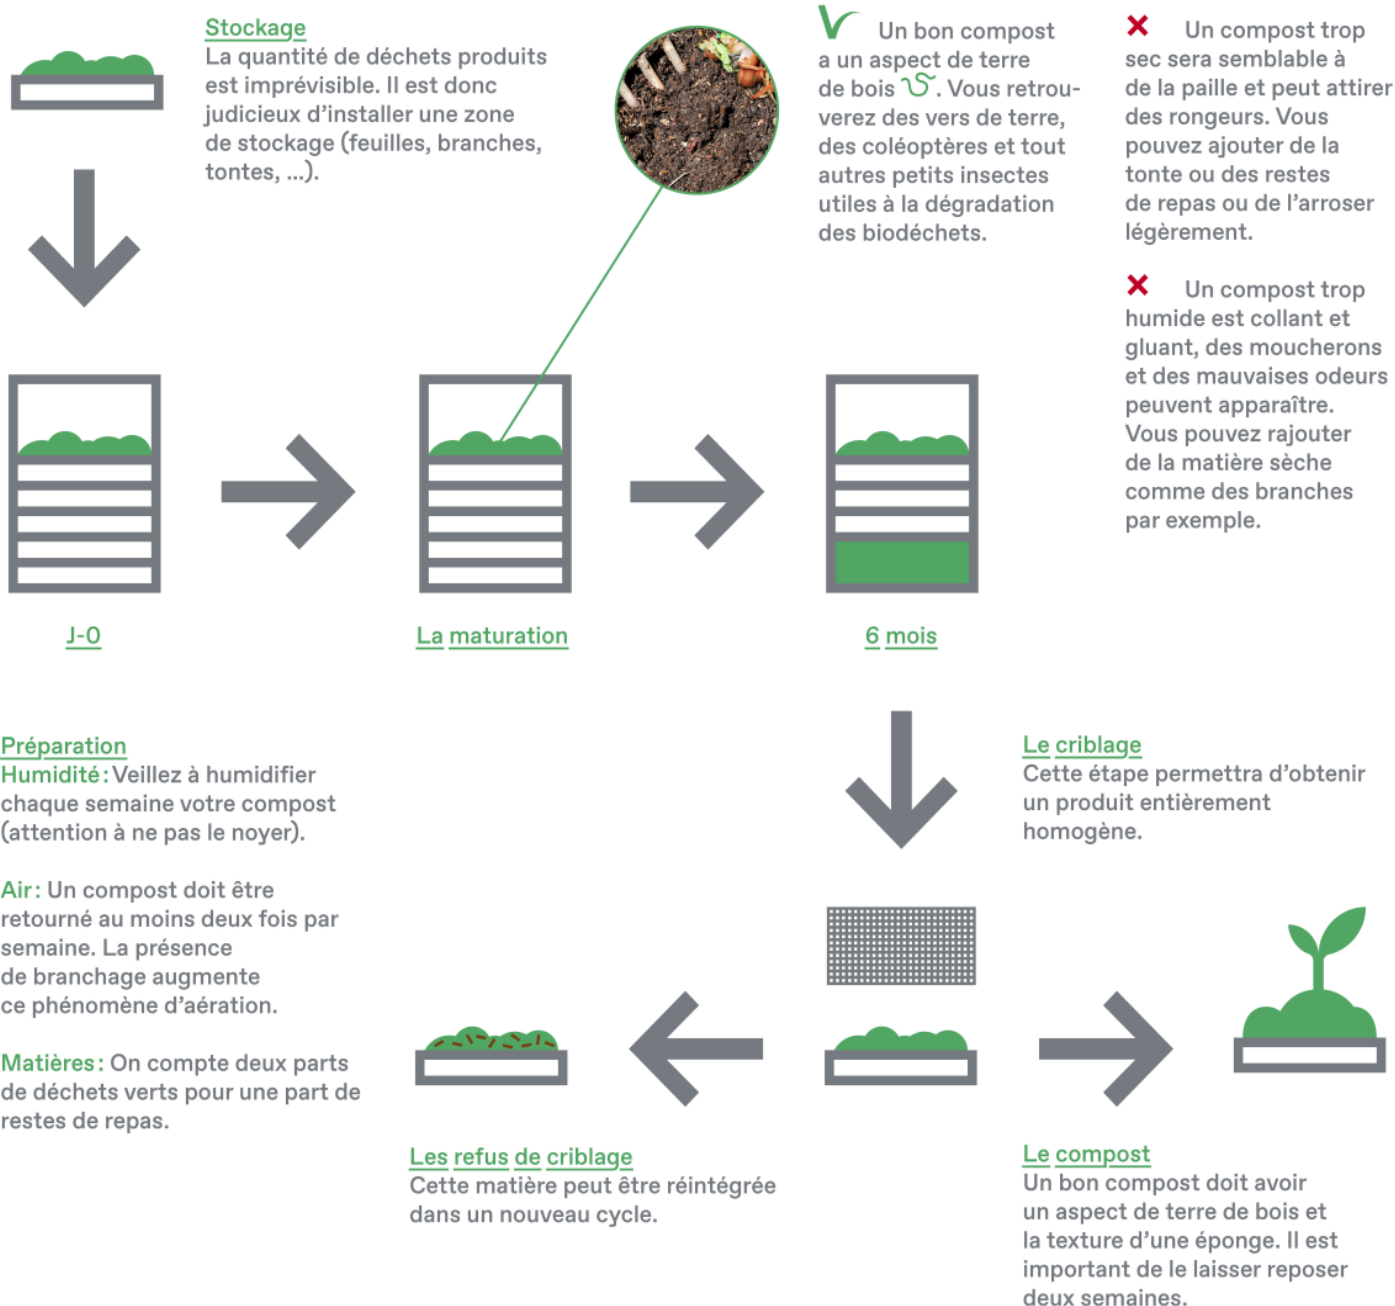 Stockage
La quantité de déchets produits
est imprévisible. Il est donc
judicieux d’installer une zone
de stockage (feuilles, branches,
tontes, ...).
Un bon compost
a un aspect de terre
de bois . Vous retrou-
verez des vers de terre,
des coléoptères et tout
autres petits insectes
utiles à la dégradation
des biodéchets.
Un compost trop
sec sera semblable à
de la paille et peut attirer
des rongeurs. Vous
pouvez ajouter de la
tonte ou des restes
de repas ou de l’arroser
légèrement.
Un compost trop
humide est collant et
gluant, des moucherons
et des mauvaises odeurs
peuvent apparaître.
Vous pouvez rajouter
de la matière sèche
comme des branches
par exemple.
J-0
La maturation
6 mois
Préparation
Humidité : Veillez à humidifier
chaque semaine votre compost
(attention à ne pas le noyer).
Air : Un compost doit être
retourné au moins deux fois par
semaine. La présence
de branchage augmente
ce phénomène d’aération.
Matières : On compte deux parts
de déchets verts pour une part de
restes de repas.
Le criblage
Cette étape permettra d’obtenir
un produit entièrement
homogène.
Les refus de criblage
Cette matière peut être réintégrée
dans un nouveau cycle.
Le compost
Un bon compost doit avoir
un aspect de terre de bois et
la texture d’une éponge. Il est
important de le laisser reposer
deux semaines.